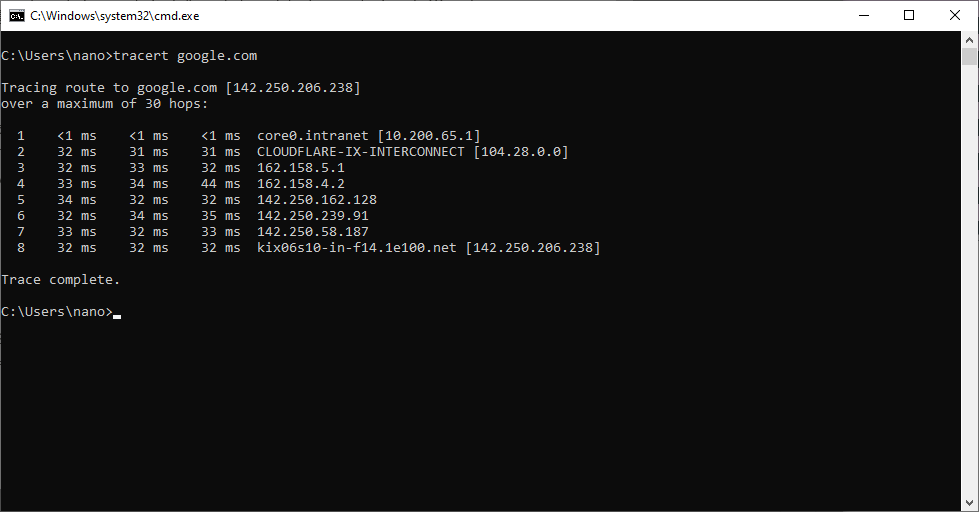 C:\Windows\system32\cmd.exe
C:\Users\nano>tracert google.com
Tracing route to google.com [142.250.206.238]
over a maximum of 30 hops:
1 <1 ms <1 ms <1 ms core0.intranet [10.200.65.1]
2 32 ms 31 ms 31 ms CLOUDFLARE-IX-INTERCONNECT [104.28.0.0]
3 32 ms 33 ms 32 ms 162.158.5.1
4 33 ms 34 ms 44 ms 162.158.4.2
5 34 ms 32 ms 32 ms 142.250.162.128
6 32 ms 34 ms 35 ms 142.250.239.91
7 33 ms 32 ms 33 ms 142.250.58.187
8 32 ms 32 ms 32 ms kix06s10-in-f14.1e100.net [142.250.206.238]
Trace complete.
C:\Users\nano>